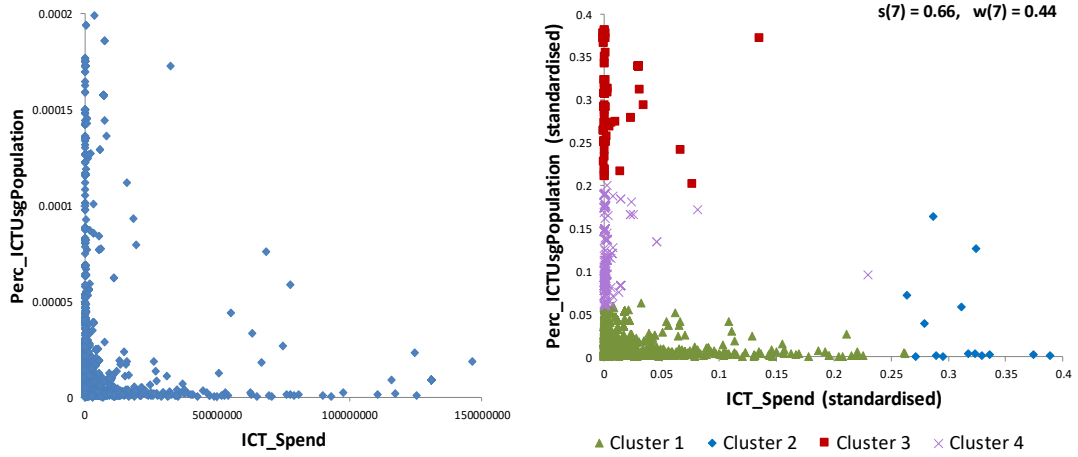 0.0002
0.00015
0.0001
0.00005
0
0 50000000 100000000 150000000
Perc_ICTUsgPopulation
ICT_Spend
s(7) = 0.66, w(7) = 0.44
0.4
0.35
0.3
0.25
0.2
0.15
0.1
0.05
0
0 0.05 0.1 0.15 0.2 0.25 0.3 0.35 0.4
Perc_ICTUsgPopulation (standardised)
ICT_Spend (standardised)
Cluster 1 Cluster 2 Cluster 3 Cluster 4